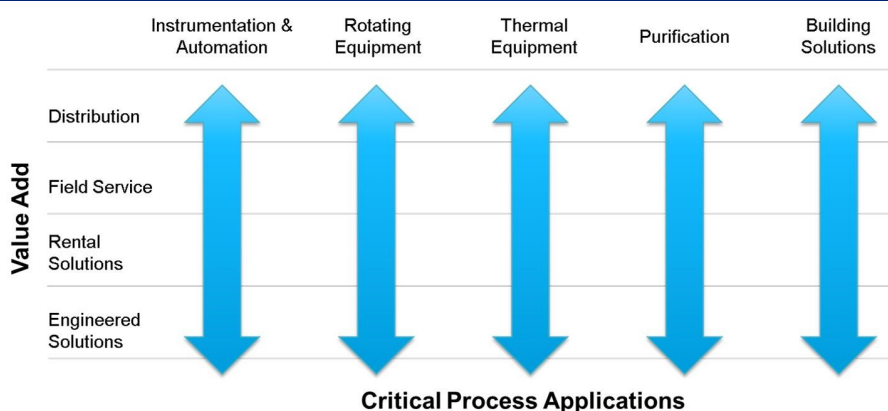 Instrumentation &
Automation
Rotating
Equipment
Thermal
Equipment
Purification
Building
Solutions
Value Add
Distribution
Field Service
Rental
Solutions
Engineered
Solutions
Critical Process Applications